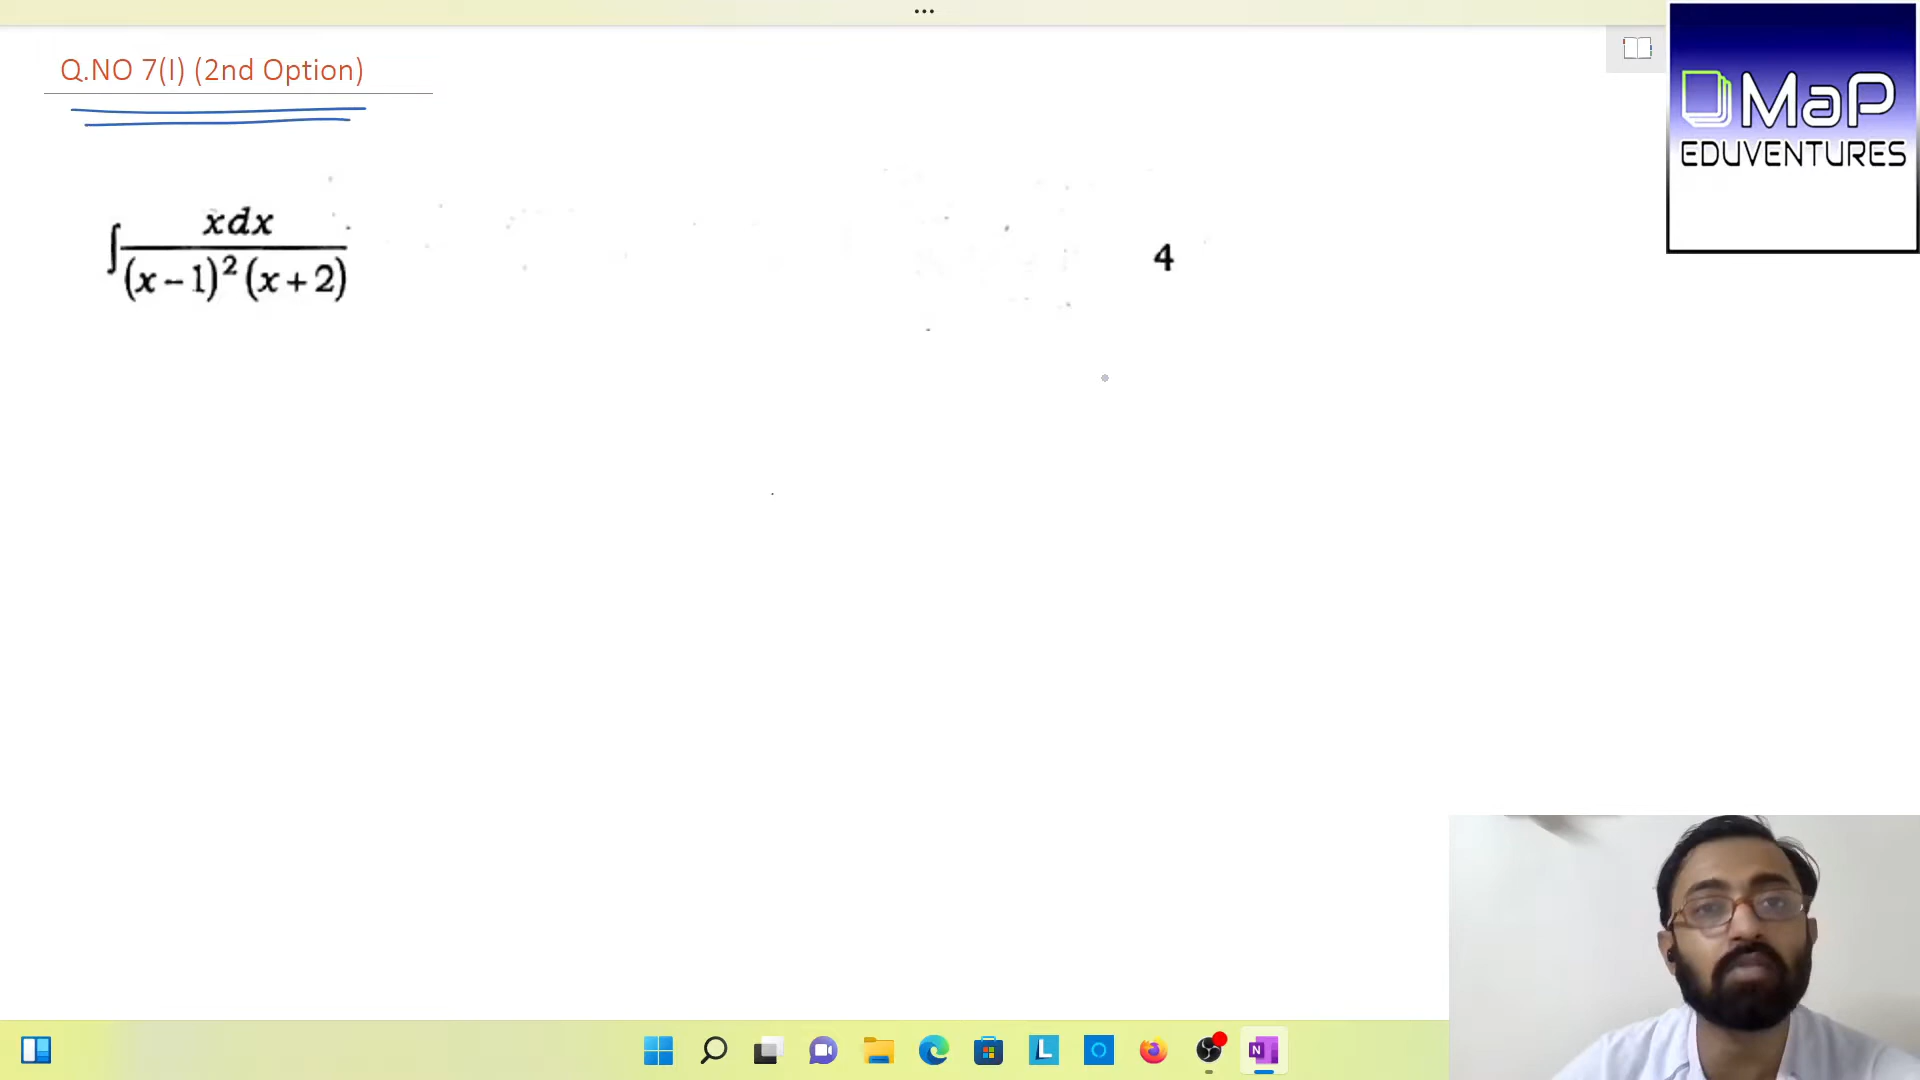 ...
Q.NO 7(I) (2nd Option)
MaP
EDUVENTURES
∫ xdx
(x-1)² (x+2)
4
L
N